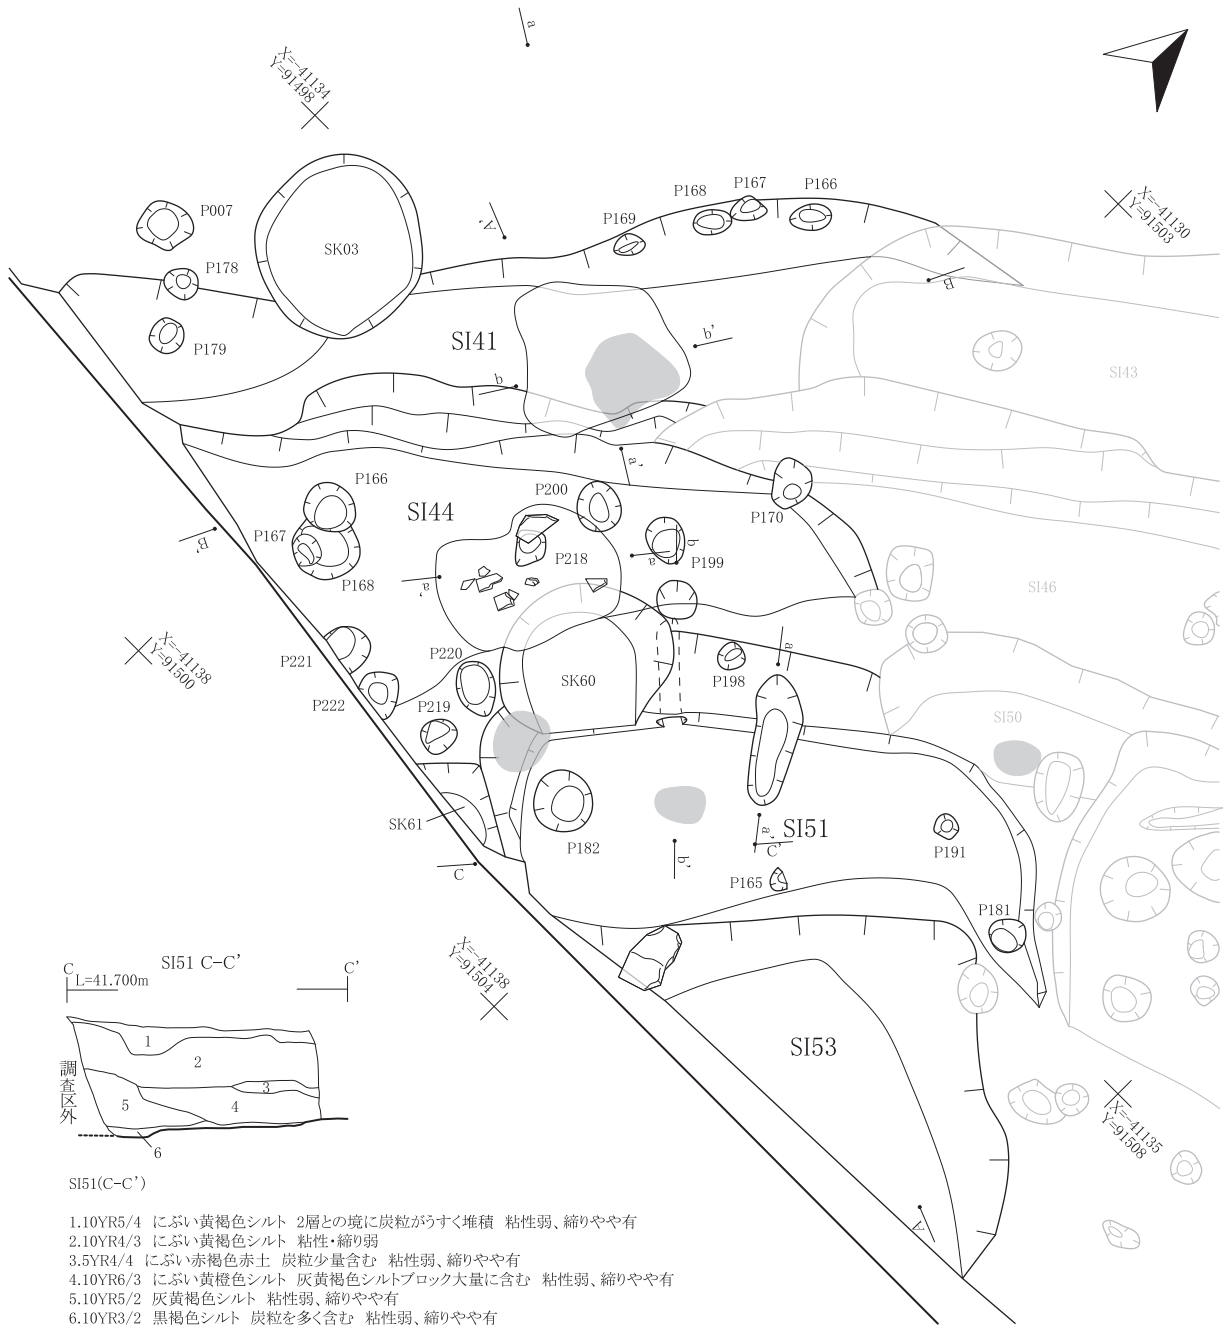 a
X=-41134
Y=91498
P007
SK03
A'
P169
P168
P167
P166
X=-41130
Y=91503
P178
B
P179
SI41
b'
b
SI43
a'
P166
SI44
P200
P170
P167
B'
P168
P218
a'
a
b
P199
SI46
X=-41138
Y=91500
P221
P220
SK60
a
P198
P222
P219
SI50
SK61
P182
a'
C'
SI51
P191
C
b'
P165
P181
X=-41138
Y=91504
SI51 C-C'
C
L=41.700m
C'
SI53
1
2
3
調査区外
5
4
6
X=-41135
Y=91508
A
SI51(C-C')
1.10YR5/4 にぶい黄褐色シルト 2層との境に炭粒がうすく堆積 粘性弱、締りやや有
2.10YR4/3 にぶい黄褐シルト 粘性・締り弱
3.5YR4/4 にぶい赤褐色赤土 炭粒少量含む 粘性弱、締りやや有
4.10YR6/3 にぶい黄橙色シルト 灰黄褐色シルトブロック大量に含む 粘性弱、締りやや有
5.10YR5/2 灰黄褐色シルト 粘性弱、締りやや有
6.10YR3/2 黒褐色シルト 炭粒を多く含む 粘性弱、締りやや有